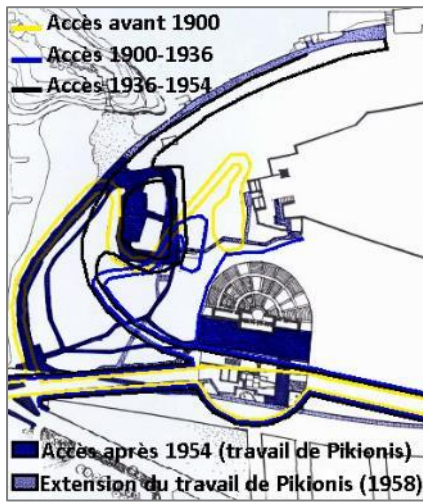 Accès avant 1900
Accès 1900-1936
Accès 1936-1954
Accès après 1954 (travail de Pikionis)
Extension du travail de Pikionis (1958)